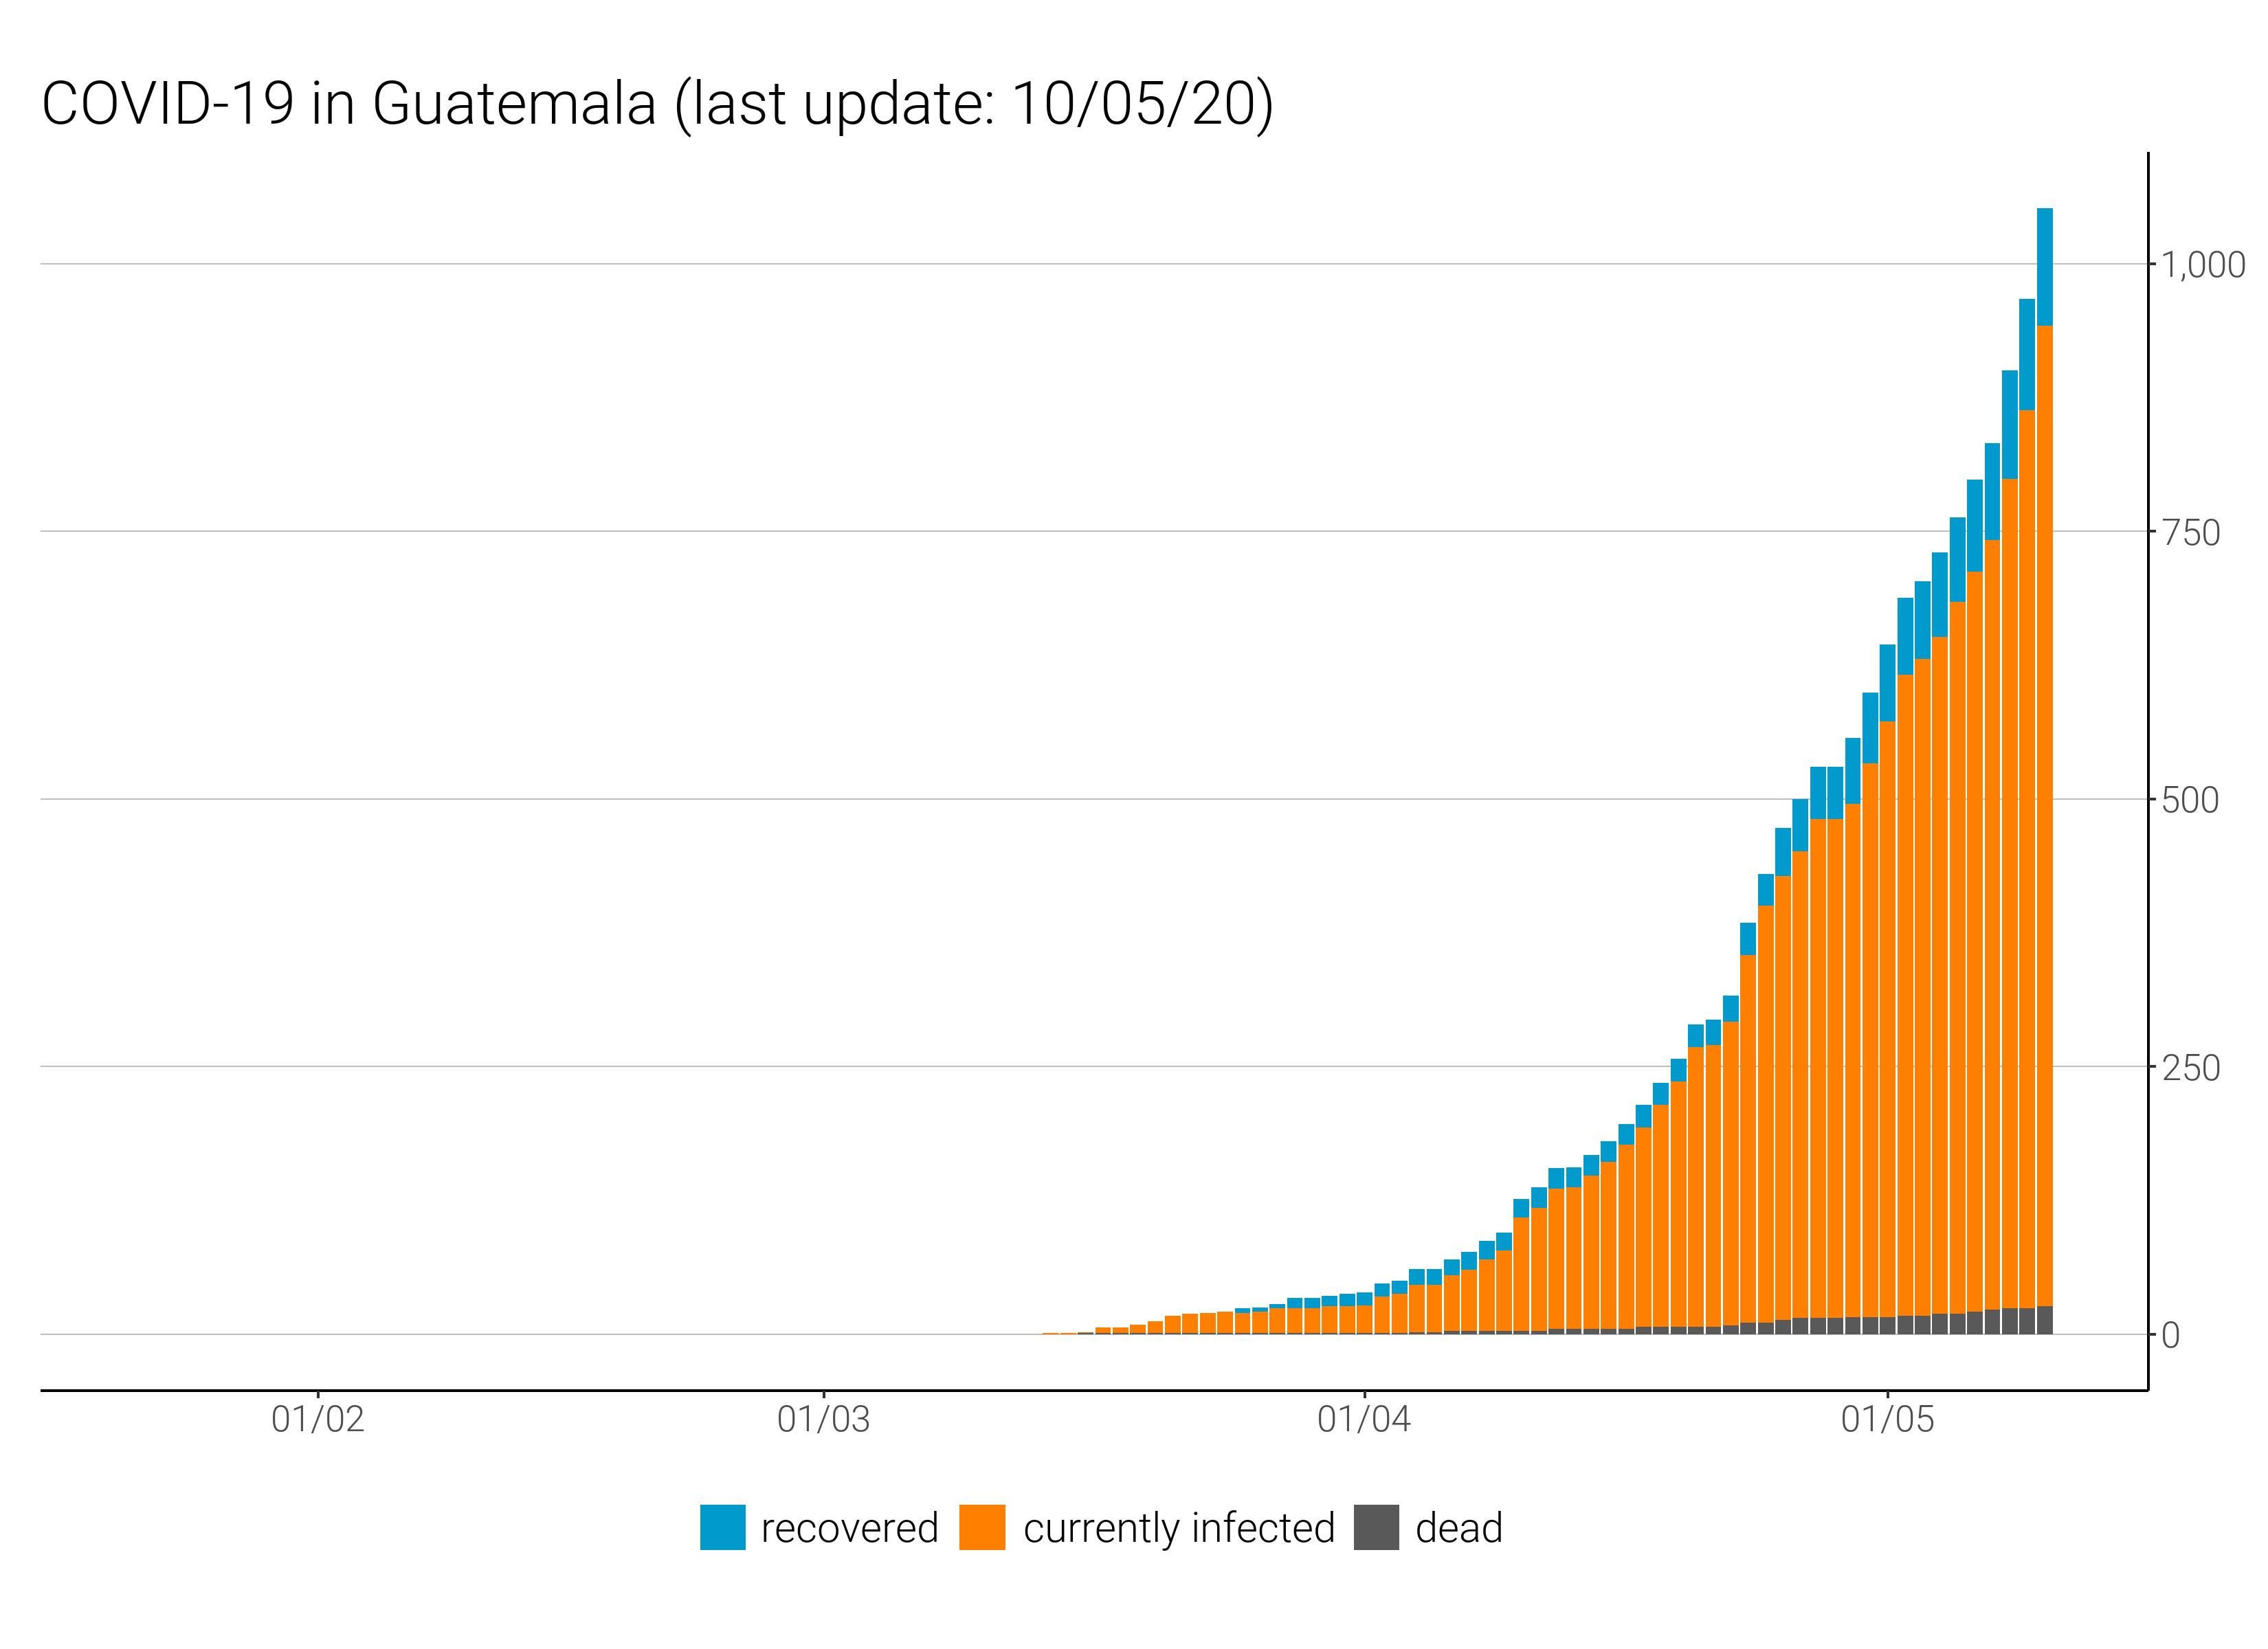 COVID-19 in Guatemala (last update: 10/05/20)
1,000
750
500
250
0
01/02 01/03 01/04 01/05
recovered currently infected dead